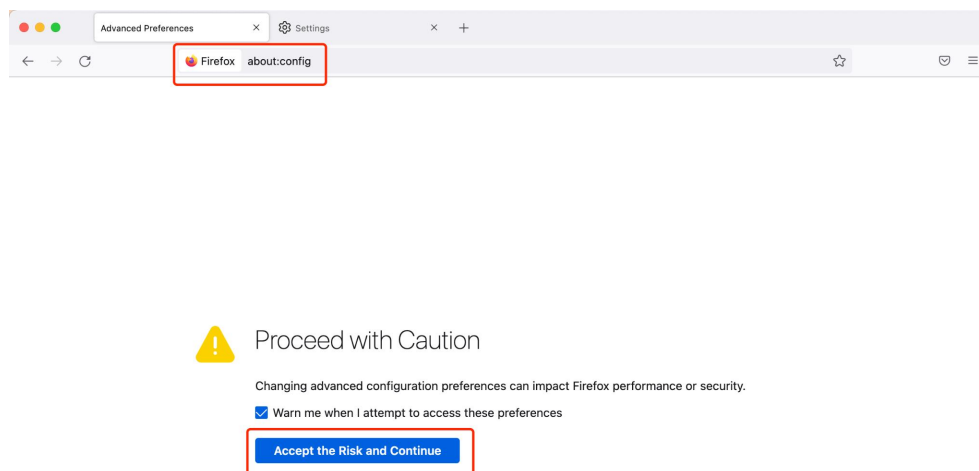 Advanced Preferences
Settings
Firefox about:config
Proceed with Caution
Changing advanced configuration preferences can impact Firefox performance or security.
Warn me when I attempt to access these preferences
Accept the Risk and Continue